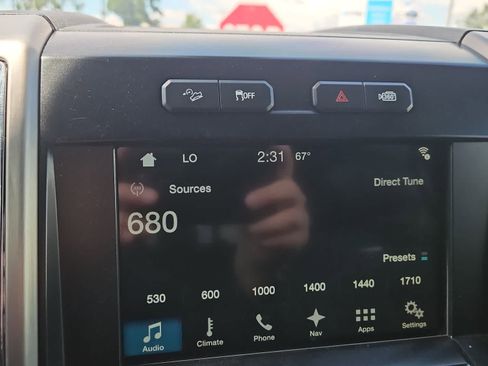 OFF 360°
LO 2:31 67°
Sources Direct Tune
680
Presets
530 600 1000 1400 1440 1710
Audio Climate Phone Nav Apps Settings